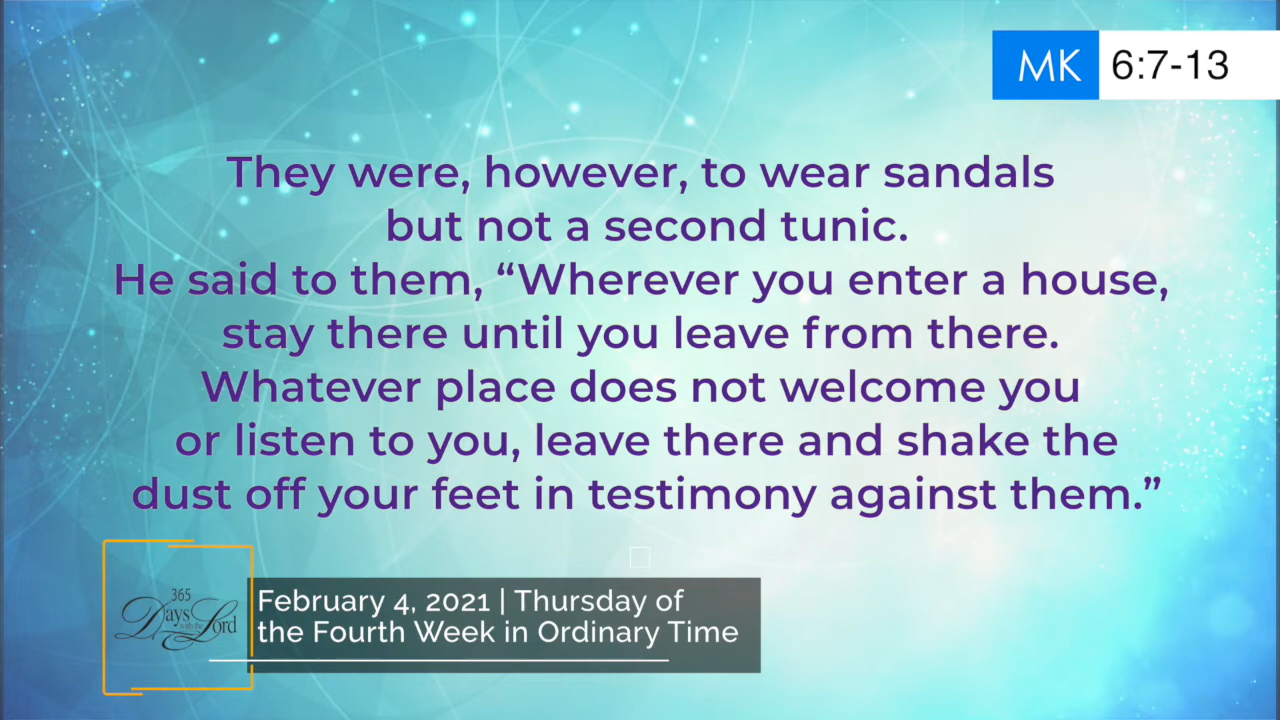 MK 6:7-13
They were, however, to wear sandals
but not a second tunic.
He said to them, “Wherever you enter a house,
stay there until you leave from there.
Whatever place does not welcome you
or listen to you, leave there and shake the
dust off your feet in testimony against them.”
365
Days with the Lord
February 4, 2021 | Thursday of
the Fourth Week in Ordinary Time